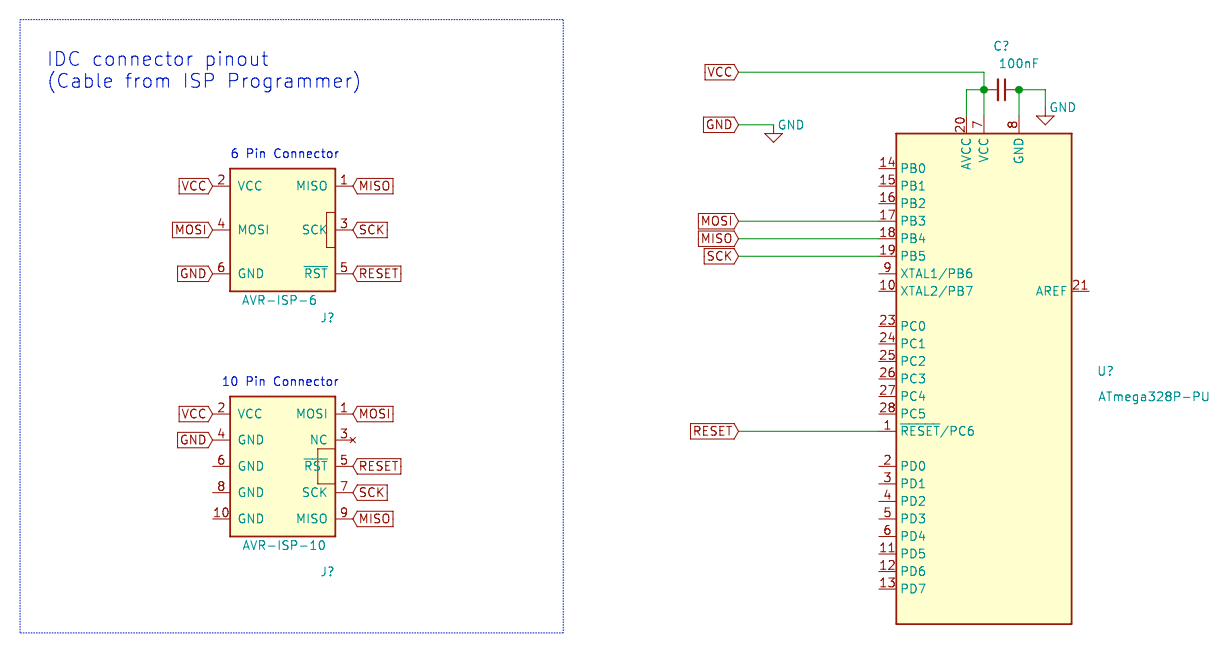 IDC connector pinout
(Cable from ISP Programmer)
6 Pin Connector
VCC 2 VCC MISO 1 MISO
MOSI 4 MOSI SCK 3 SCK
GND 6 GND RST 5 RESET
AVR-ISP-6
J?
10 Pin Connector
VCC 2 VCC MOSI 1 MOSI
GND 4 GND NC 3
6 GND RST 5 RESET
8 GND SCK 7 SCK
10 GND MISO 9 MISO
AVR-ISP-10
J?
C?
100nF
VCC
GND
GND GND
20 7 8
AVCC VCC GND
14 PB0
15 PB1
16 PB2
MOSI 17 PB3
MISO 18 PB4
SCK 19 PB5
9 XTAL1/PB6
10 XTAL2/PB7
AREF 21
23 PC0
24 PC1
25 PC2
26 PC3
27 PC4
28 PC5
RESET 1 RESET/PC6
2 PD0
3 PD1
4 PD2
5 PD3
6 PD4
11 PD5
12 PD6
13 PD7
U?
ATmega328P-PU